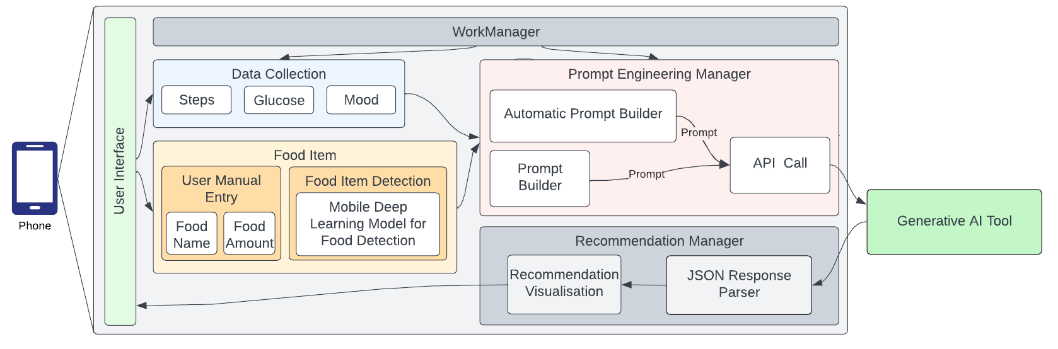 WorkManager
Data Collection
Steps
Glucose
Mood
Prompt Engineering Manager
Automatic Prompt Builder
Prompt
Prompt
Builder
Prompt
API Call
User Interface
Food Item
User Manual
Entry
Food
Name
Food
Amount
Food Item Detection
Mobile Deep
Learning Model for
Food Detection
Phone
Generative AI Tool
Recommendation Manager
Recommendation
Visualisation
JSON Response
Parser